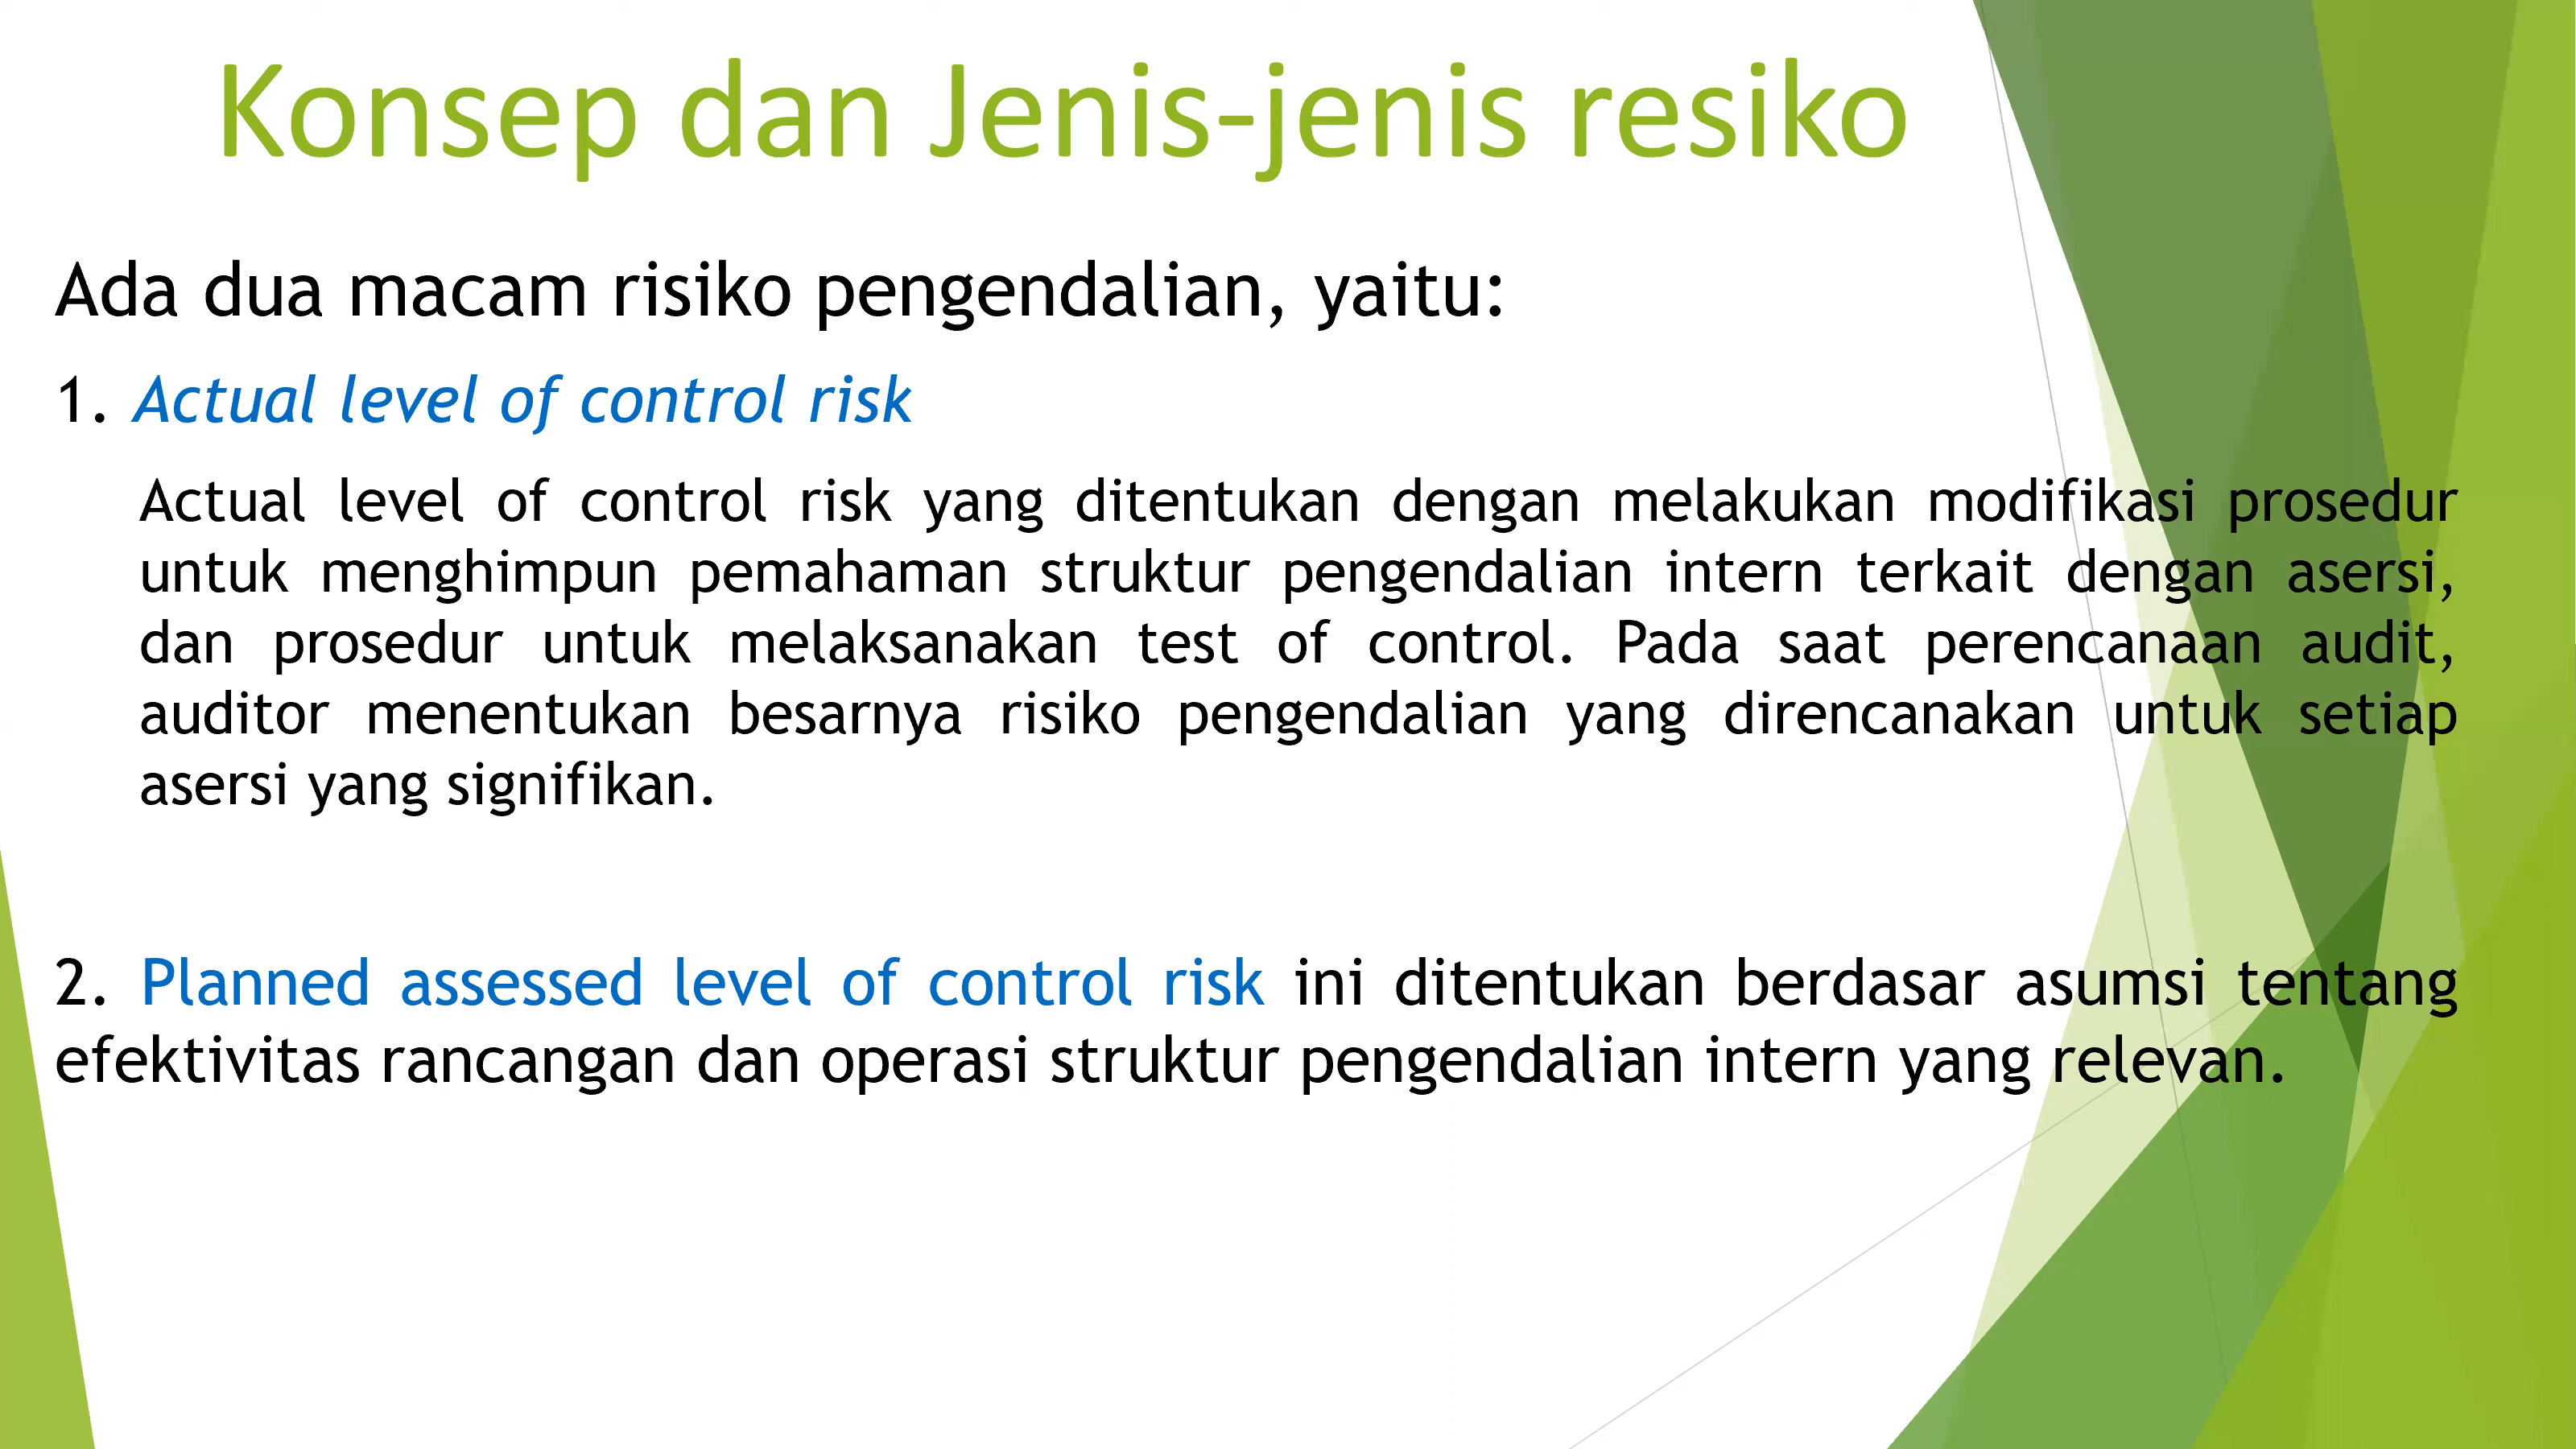 Konsep dan Jenis-jenis resiko
Ada dua macam risiko pengendalian, yaitu:
1. Actual level of control risk
Actual level of control risk yang ditentukan dengan melakukan modifikasi prosedur
untuk menghimpun pemahaman struktur pengendalian intern terkait dengan asersi,
dan prosedur untuk melaksanakan test of control. Pada saat perencanaan audit,
auditor menentukan besarnya risiko pengendalian yang direncanakan untuk setiap
asersi yang signifikan.
2. Planned assessed level of control risk ini ditentukan berdasar asumsi tentang
efektivitas rancangan dan operasi struktur pengendalian intern yang relevan.